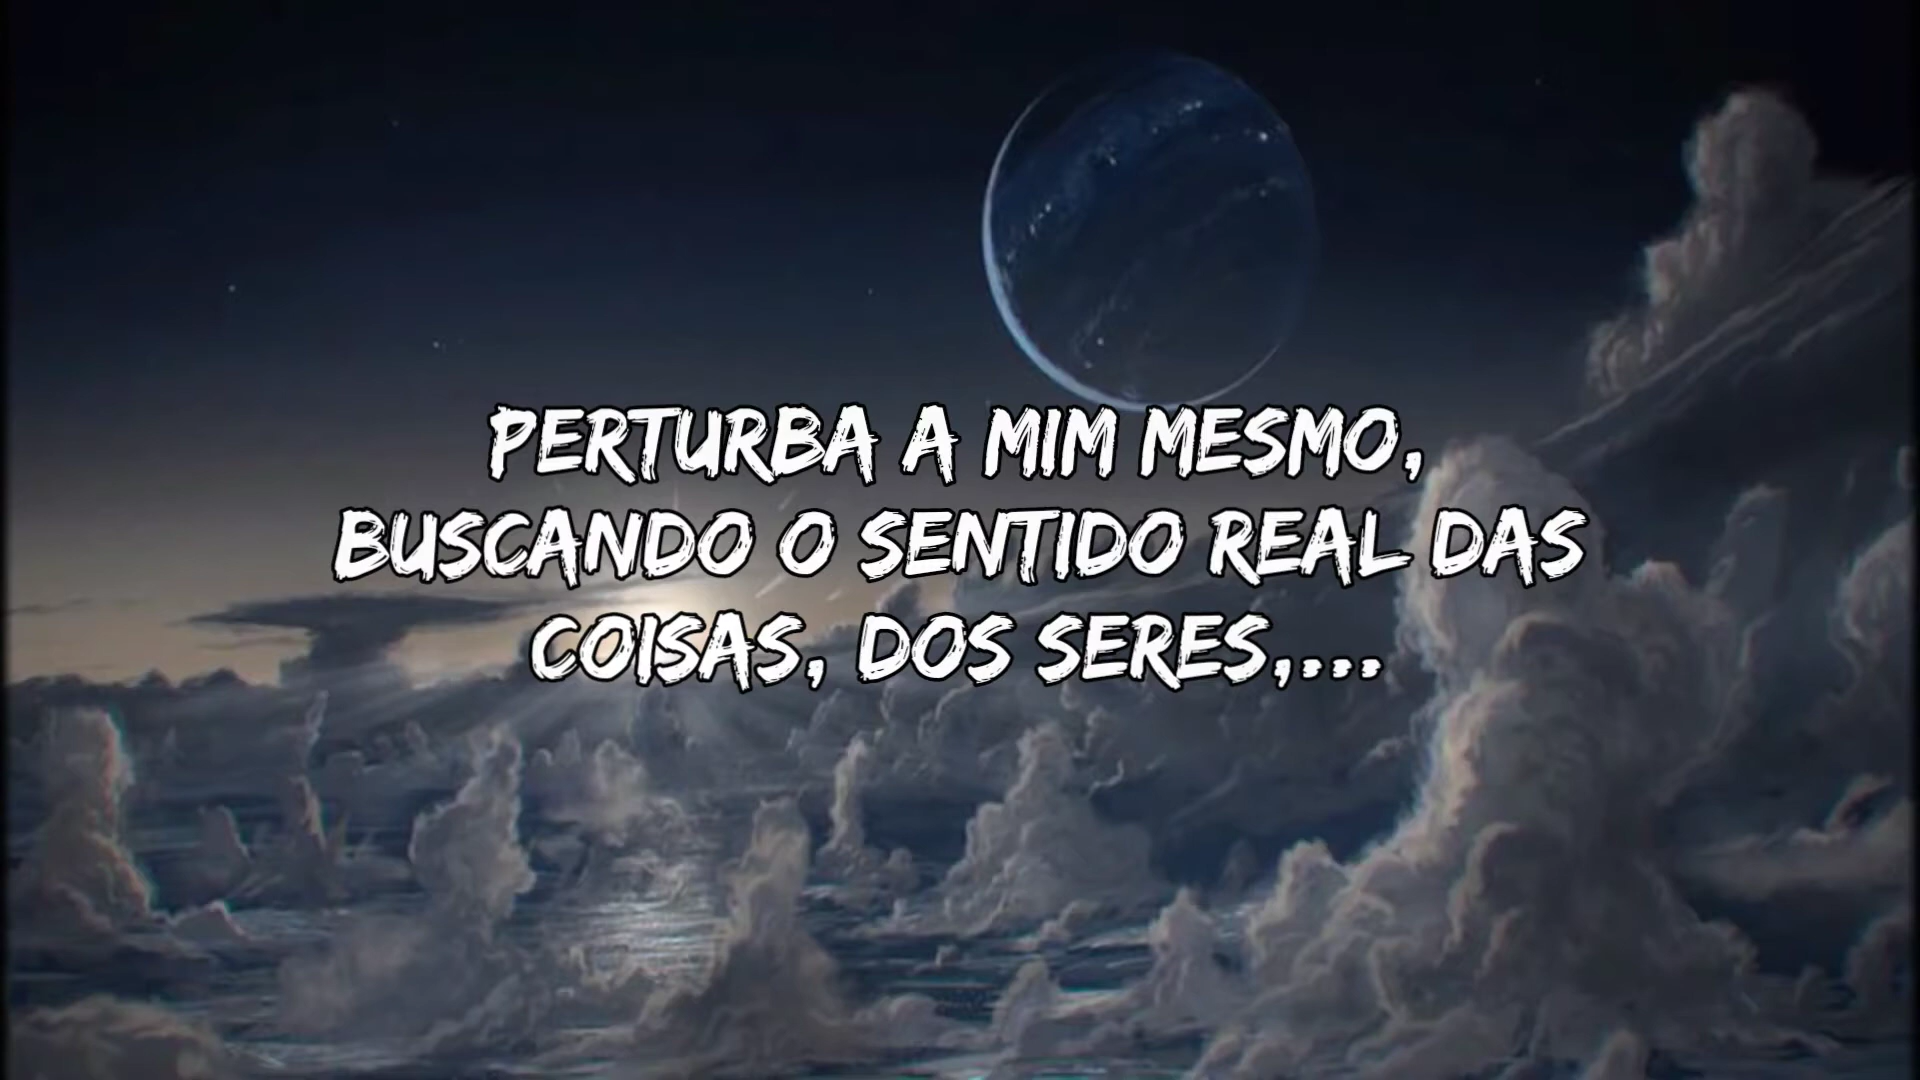 PERTURBA A MIM MESMO,
BUSCANDO O SENTIDO REAL DAS
COISAS, DOS SERES,...